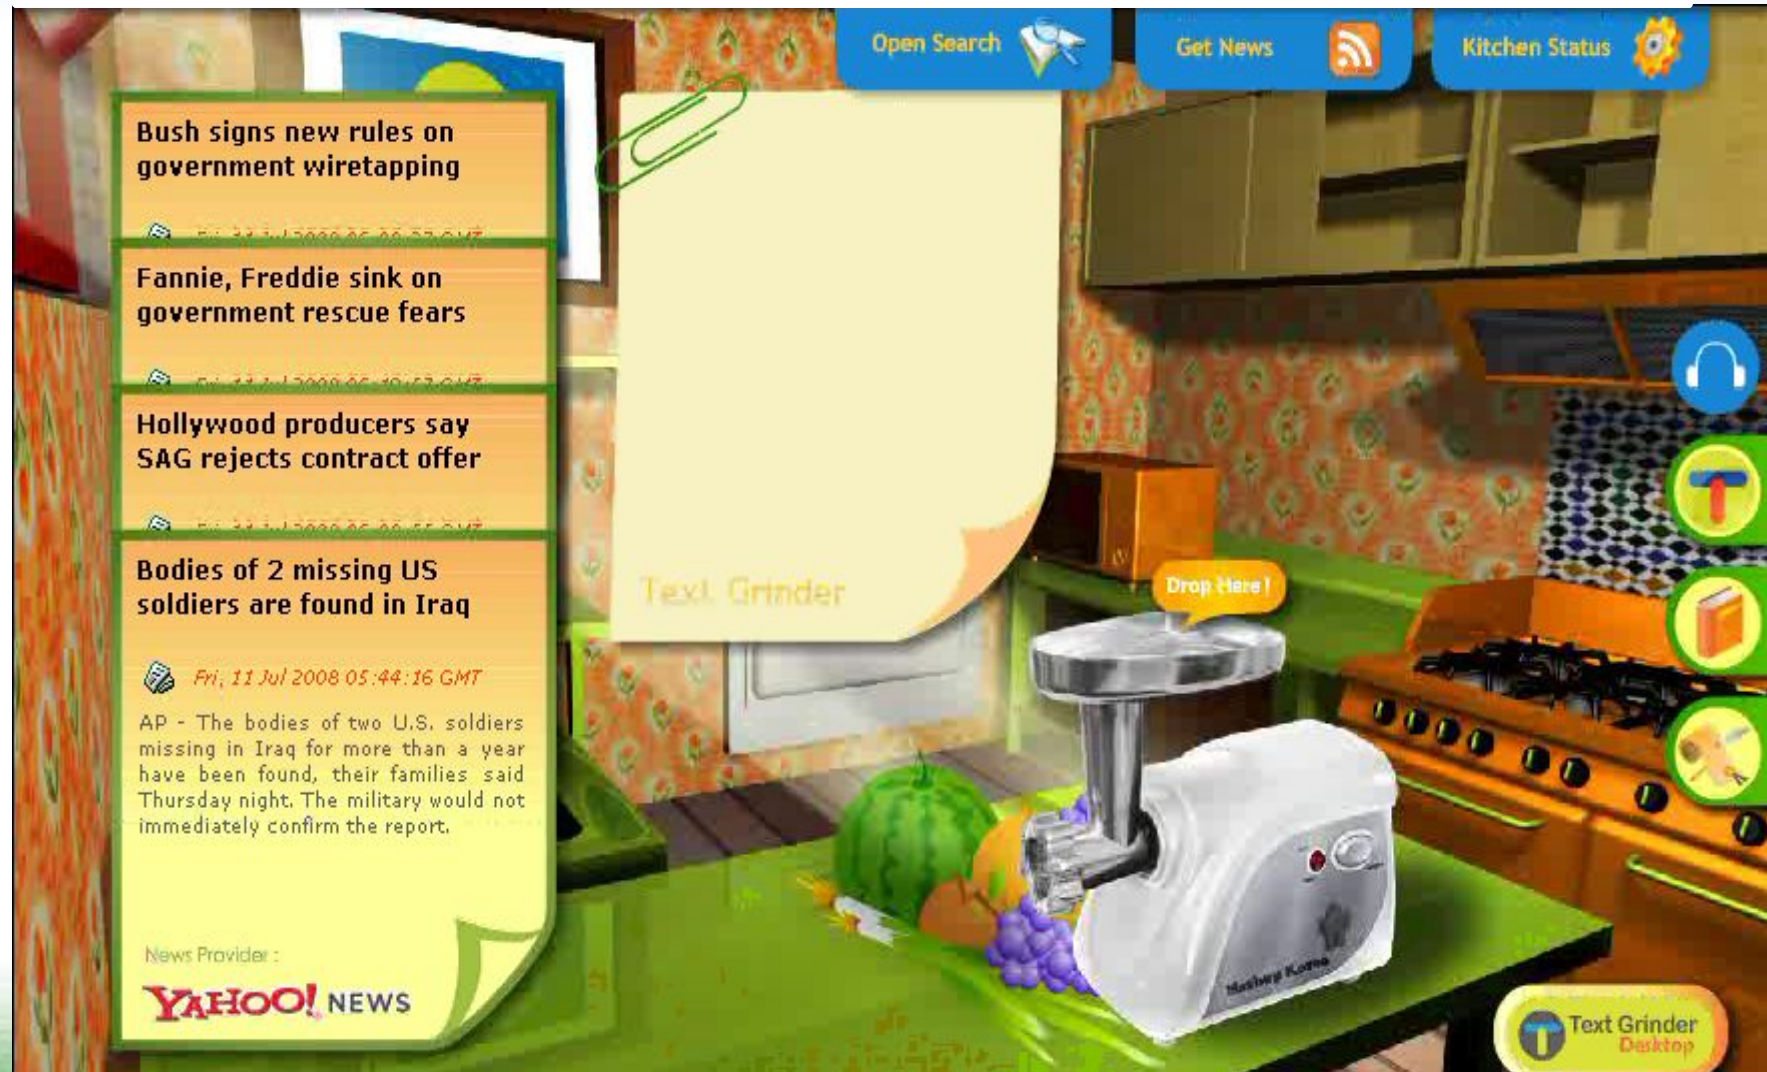 Open Search
Get News
Kitchen Status
Bush signs new rules on
government wiretapping
Fannie, Freddie sink on
government rescue fears
Hollywood producers say
SAG rejects contract offer
Bodies of 2 missing US
soldiers are found in Iraq
Fri, 11 Jul 2008 05:44:16 GMT
AP - The bodies of two U.S. soldiers
missing in Iraq for more than a year
have been found, their families said
Thursday night. The military would not
immediately confirm the report.
News Provider :
YAHOO! NEWS
Text Grinder
Drop Here !
Mashup Korea
Text Grinder
Desktop